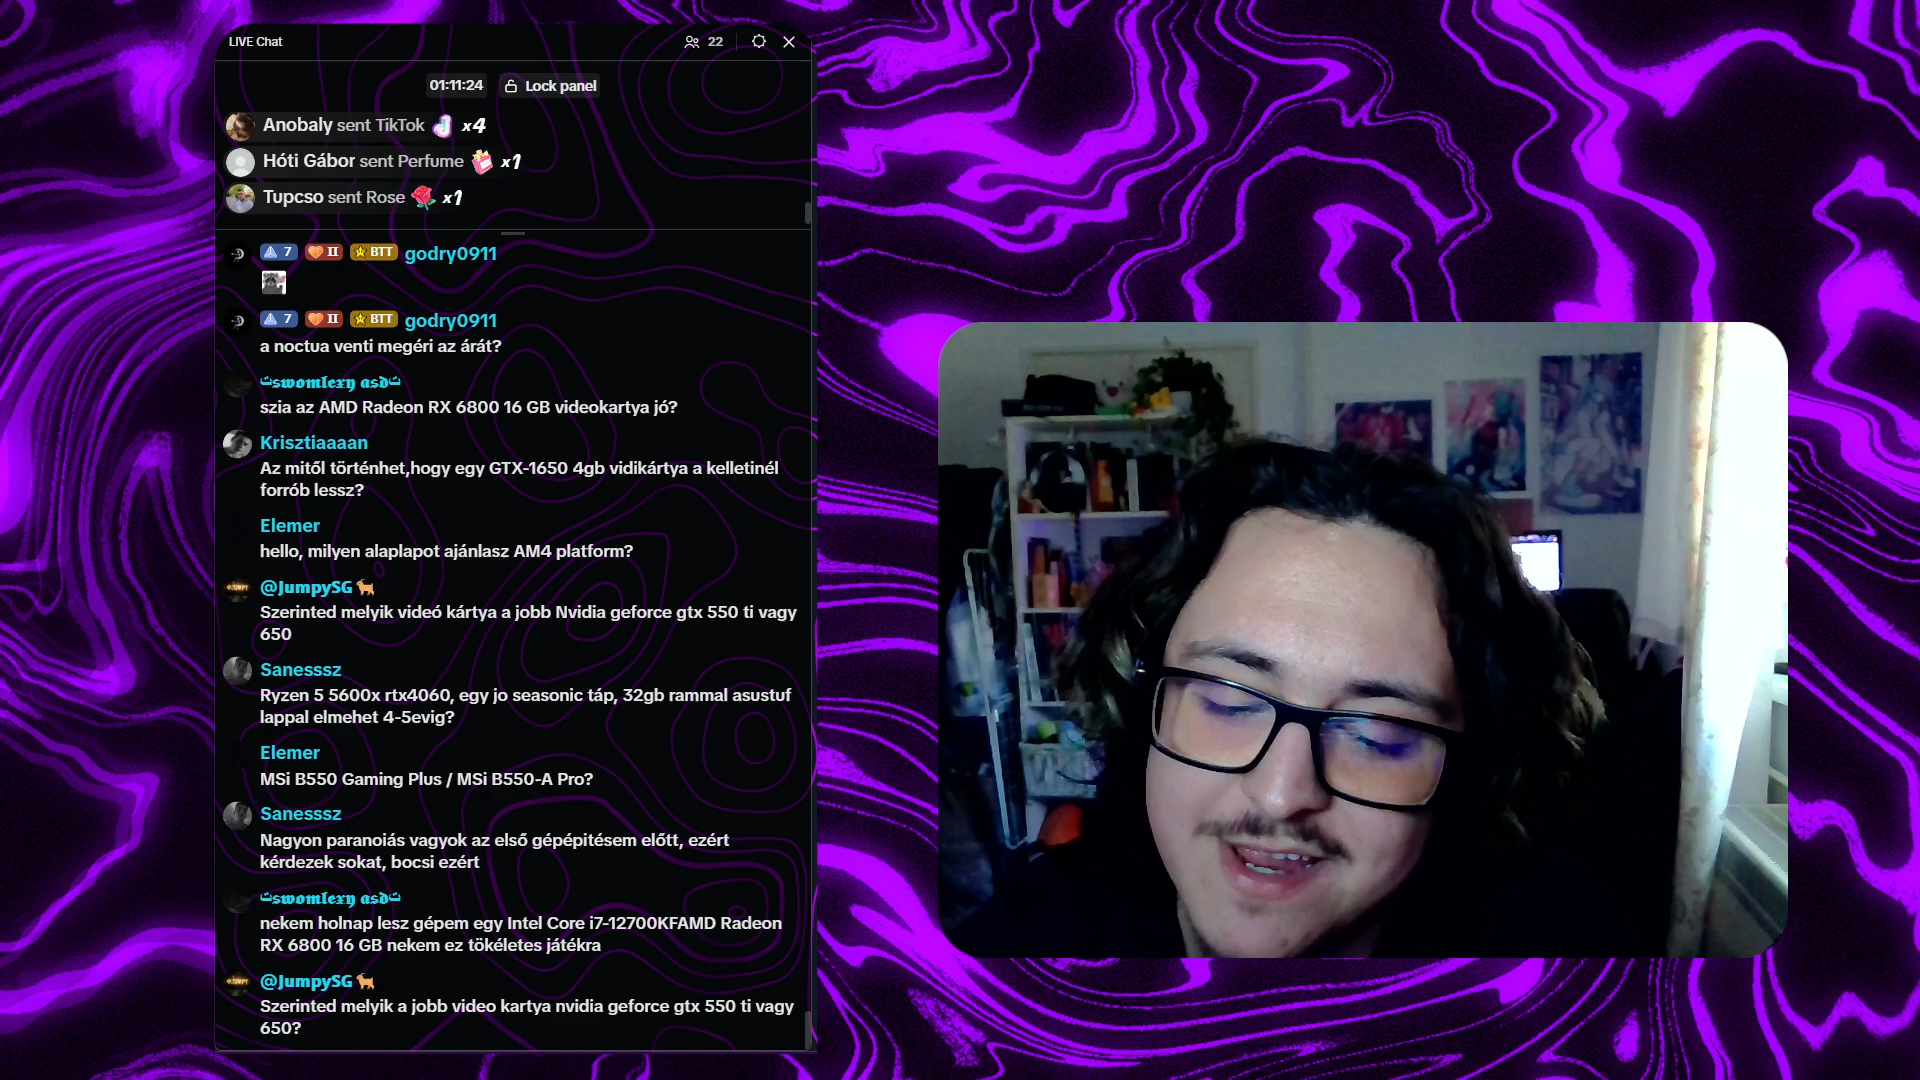 LIVE Chat 22
01:11:24 Lock panel
Anobaly sent TikTok x4
Hóti Gábor sent Perfume x1
Tupcso sent Rose x1
7 II BTT godry0911
7 II BTT godry0911
a noctua venti megéri az árát?
swomlexy asd
szia az AMD Radeon RX 6800 16 GB videokartya jó?
Krisztiaaaan
Az mitől történhet,hogy egy GTX-1650 4gb vidikártya a kelletinél
forrób lessz?
Elemer
hello, milyen alaplapot ajánlasz AM4 platform?
@JumpySG
Szerinted melyik videó kártya a jobb Nvidia geforce gtx 550 ti vagy
650
Sanesssz
Ryzen 5 5600x rtx4060, egy jo seasonic táp, 32gb rammal asustuf
lappal elmehet 4-5evig?
Elemer
MSi B550 Gaming Plus / MSi B550-A Pro?
Sanesssz
Nagyon paranoiás vagyok az első gépépitésem előtt, ezért
kérdezek sokat, bocsi ezért
swomlexy asd
nekem holnap lesz gépem egy Intel Core i7-12700KFAMD Radeon
RX 6800 16 GB nekem ez tökéletes játékra
@JumpySG
Szerinted melyik a jobb video kartya nvidia geforce gtx 550 ti vagy
650?